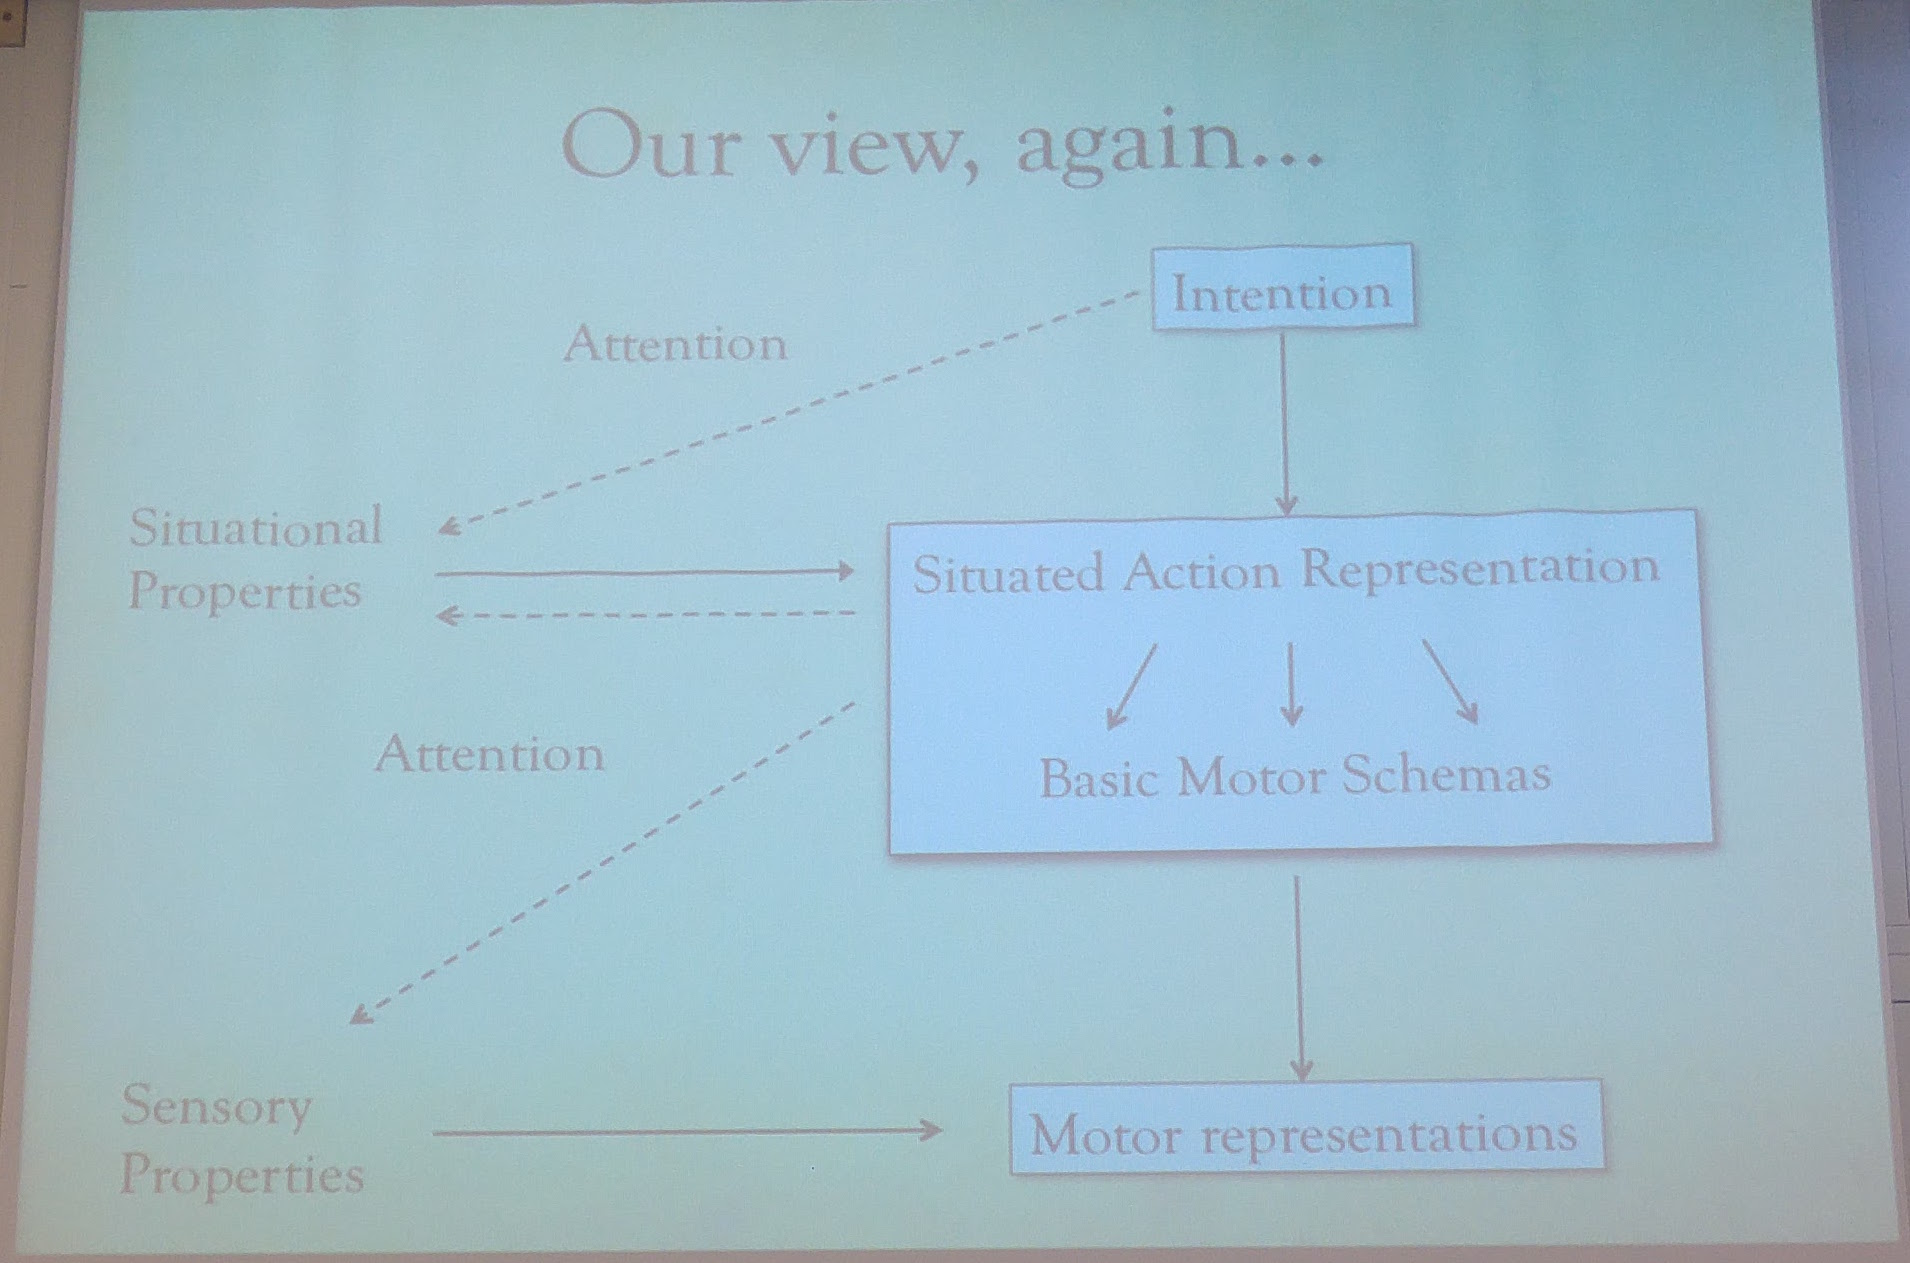 Our view, again...
Intention
Attention
Situational
Properties
Situated Action Representation
Basic Motor Schemas
Attention
Sensory
Properties
Motor representations